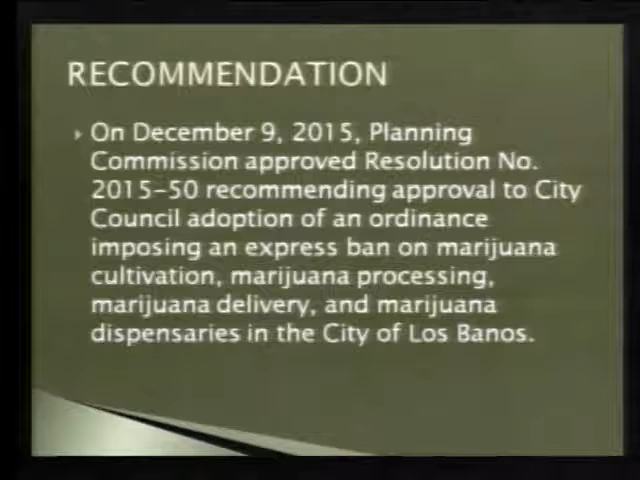 RECOMMENDATION
On December 9, 2015, Planning
Commission approved Resolution No.
2015-50 recommending approval to City
Council adoption of an ordinance
imposing an express ban on marijuana
cultivation, marijuana processing,
marijuana delivery, and marijuana
dispensaries in the City of Los Banos.